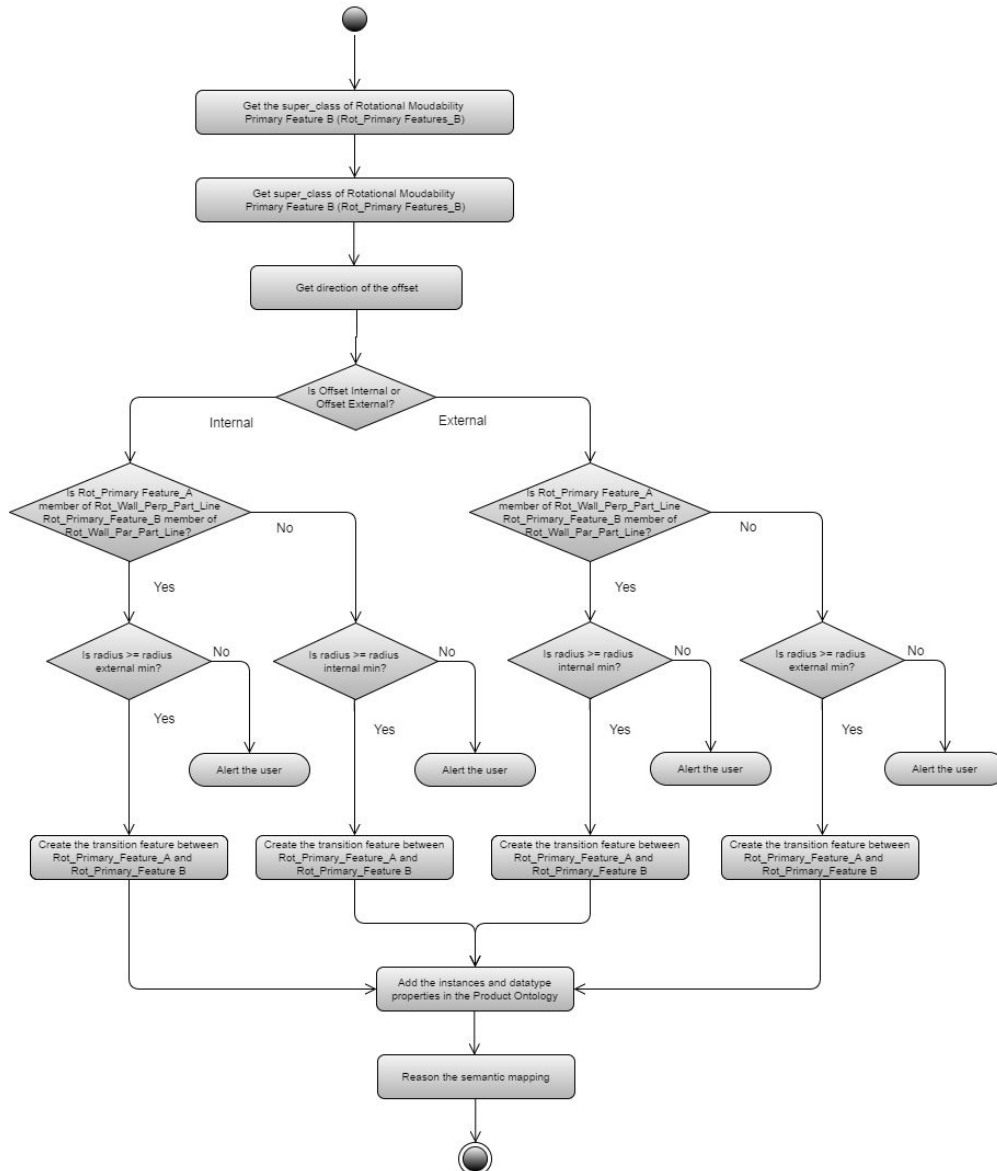 Get the super_class of Rotational Moudability
Primary Feature B (Rot_Primary Features_B)
Get super_class of Rotational Moudability
Primary Feature B (Rot_Primary Features_B)
Get direction of the offset
Is Offset Internal or
Offset External?
Internal
External
Is Rot_Primary Feature_A
member of Rot_Wall_Perp_Part_Line
Rot_Primary_Feature_B member of
Rot_Wall_Par_Part_Line?
No
Yes
Is Rot_Primary Feature_A
member of Rot_Wall_Perp_Part_Line
Rot_Primary_Feature_B member of
Rot_Wall_Par_Part_Line?
No
Yes
Is radius >= radius
external min?
No
Yes
Is radius >= radius
internal min?
No
Yes
Is radius >= radius
internal min?
No
Yes
Is radius >= radius
external min?
No
Yes
Alert the user
Alert the user
Alert the user
Alert the user
Create the transition feature between
Rot_Primary_Feature_A and
Rot_Primary_Feature B
Create the transition feature between
Rot_Primary_Feature_A and
Rot_Primary_Feature B
Create the transition feature between
Rot_Primary_Feature_A and
Rot_Primary_Feature B
Create the transition feature between
Rot_Primary_Feature_A and
Rot_Primary_Feature B
Add the instances and datatype
properties in the Product Ontology
Reason the semantic mapping